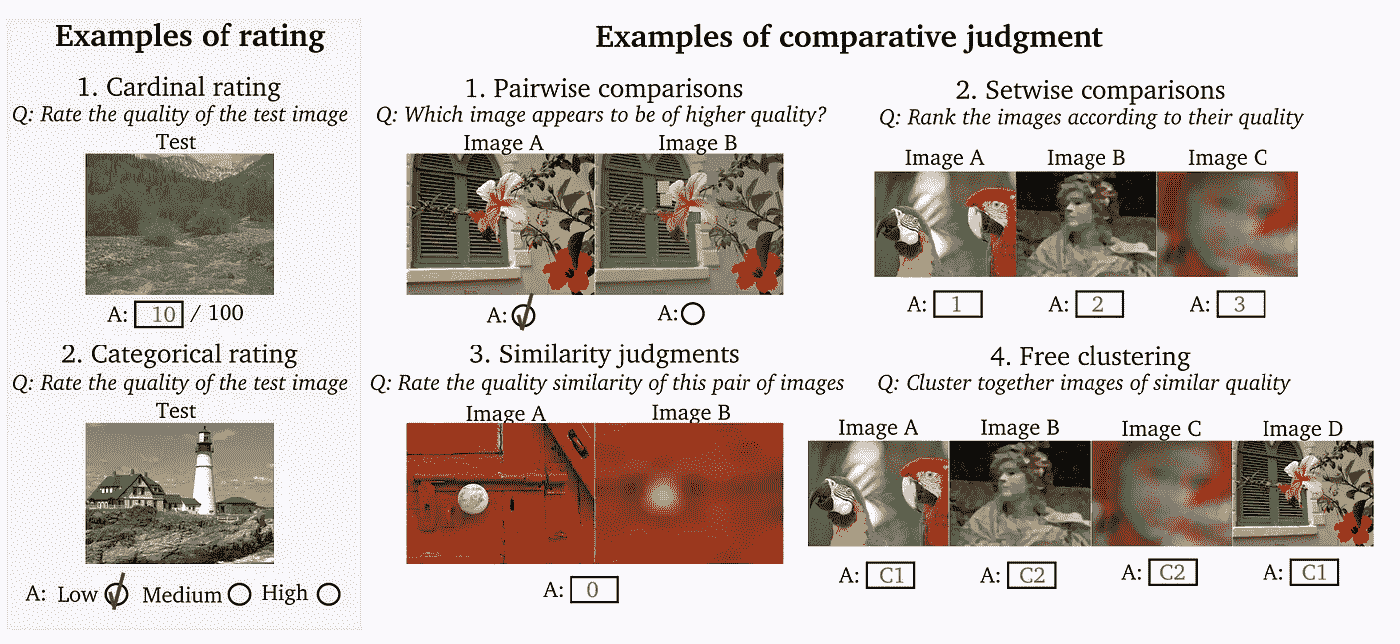 Examples of rating
1. Cardinal rating
Q: Rate the quality of the test image
Test
A: 10 / 100
2. Categorical rating
Q: Rate the quality of the test image
Test
A: Low Medium High
Examples of comparative judgment
1. Pairwise comparisons
Q: Which image appears to be of higher quality?
Image A Image B
A: A:
2. Setwise comparisons
Q: Rank the images according to their quality
Image A Image B Image C
A: 1 A: 2 A: 3
3. Similarity judgments
Q: Rate the quality similarity of this pair of images
Image A Image B
A: 0
4. Free clustering
Q: Cluster together images of similar quality
Image A Image B Image C Image D
A: C1 A: C2 A: C2 A: C1